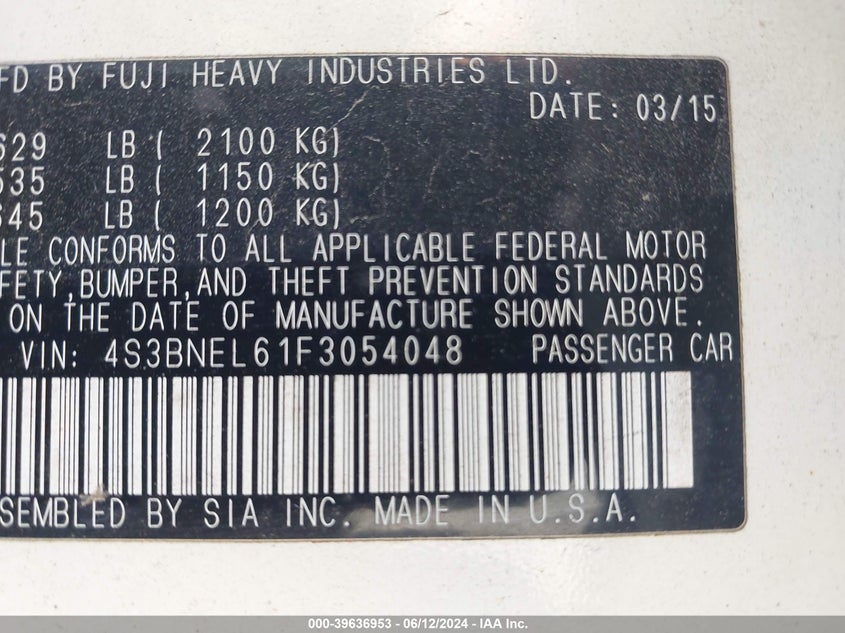 FD BY FUJI HEAVY INDUSTRIES LTD.
DATE: 03/15
629 LB ( 2100 KG)
535 LB ( 1150 KG)
645 LB ( 1200 KG)
LE CONFORMS TO ALL APPLICABLE FEDERAL MOTOR
FETY,BUMPER,AND THEFT PREVENTION STANDARDS
ON THE DATE OF MANUFACTURE SHOWN ABOVE.
VIN: 4S3BNEL61F3054048 PASSENGER CAR
SEMBLED BY SIA INC. MADE IN U.S.A.
000-39636953 - 06/12/2024 - IAA Inc.